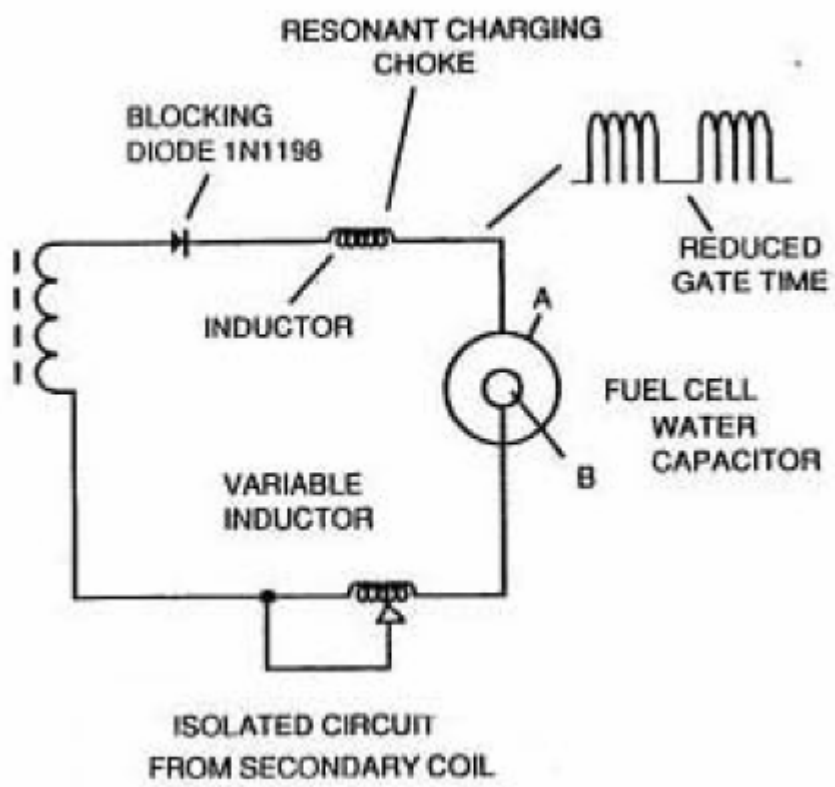 RESONANT CHARGING
CHOKE
BLOCKING
DIODE 1N1198
REDUCED
GATE TIME
INDUCTOR
A
FUEL CELL
WATER
CAPACITOR
B
VARIABLE
INDUCTOR
ISOLATED CIRCUIT
FROM SECONDARY COIL